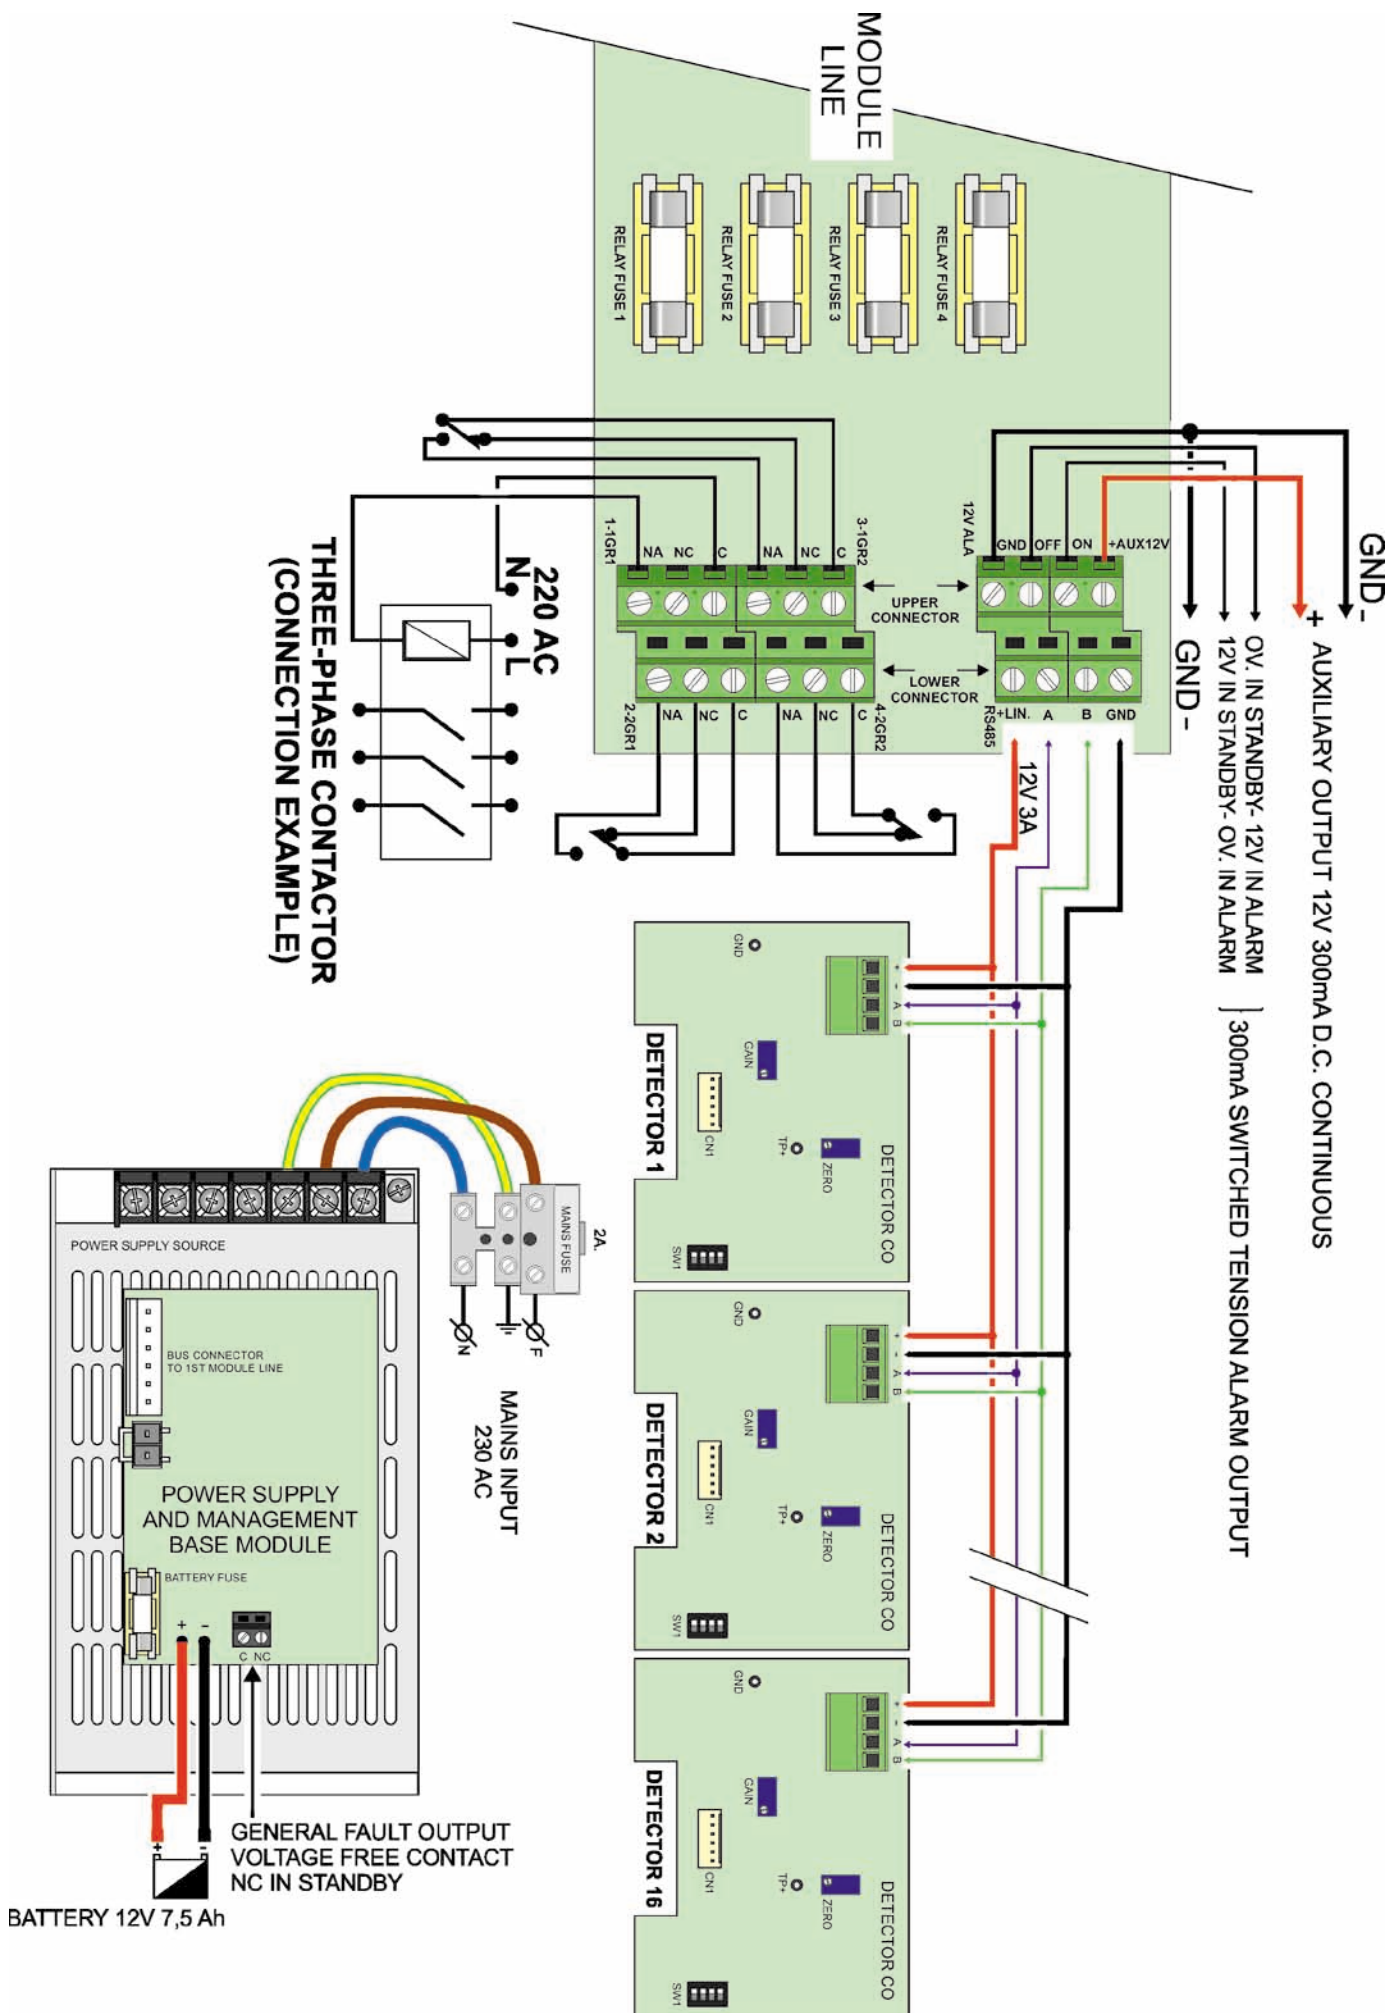 MODULE
LINE
RELAY FUSE 1
RELAY FUSE 2
RELAY FUSE 3
RELAY FUSE 4
1-1GR1
NA
NC
C
NA
NC
C
3-1GR2
12V ALA
GND
OFF
ON
+AUX12V
UPPER
CONNECTOR
LOWER
CONNECTOR
2-2GR1
NA
NC
C
NA
NC
C
4-2GR2
RS485
+LIN.
A
B
GND
12V 3A
220 AC
N
L
THREE-PHASE CONTACTOR
(CONNECTION EXAMPLE)
GND-
+ AUXILIARY OUTPUT 12V 300mA D.C. CONTINUOUS
OV. IN STANDBY- 12V IN ALARM
12V IN STANDBY- OV. IN ALARM
} 300mA SWITCHED TENSION ALARM OUTPUT
GND-
GND
+
-
A
B
GAIN
DETECTOR 1
CN1
TP+
ZERO
DETECTOR CO
SW1
GND
+
-
A
B
GAIN
DETECTOR 2
CN1
TP+
ZERO
DETECTOR CO
SW1
GND
+
-
A
B
GAIN
DETECTOR 16
CN1
TP+
ZERO
DETECTOR CO
SW1
MAINS FUSE
2A.
N
F
MAINS INPUT
230 AC
POWER SUPPLY SOURCE
BUS CONNECTOR
TO 1ST MODULE LINE
POWER SUPPLY
AND MANAGEMENT
BASE MODULE
BATTERY FUSE
+ -
C NC
+ -
GENERAL FAULT OUTPUT
VOLTAGE FREE CONTACT
NC IN STANDBY
BATTERY 12V 7,5 Ah